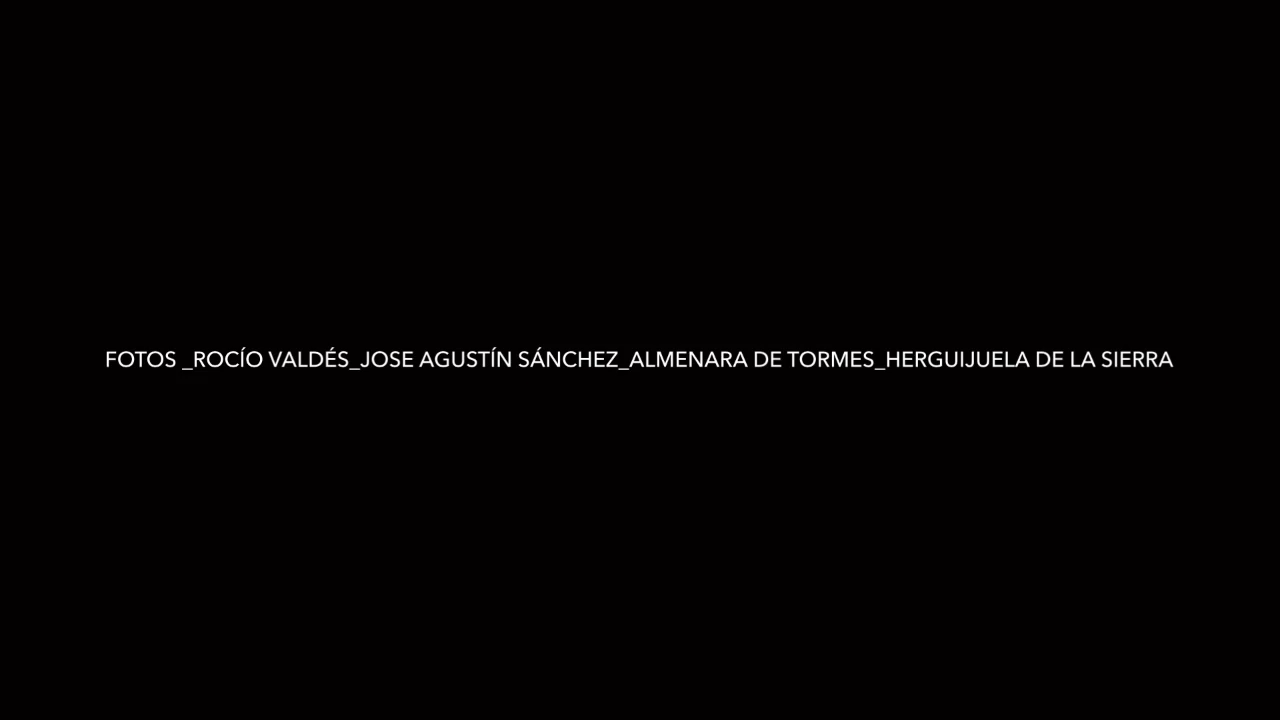 FOTOS _ROCÍO VALDÉS_JOSE AGUSTÍN SÁNCHEZ_ALMENARA DE TORMES_HERGUIJUELA DE LA SIERRA